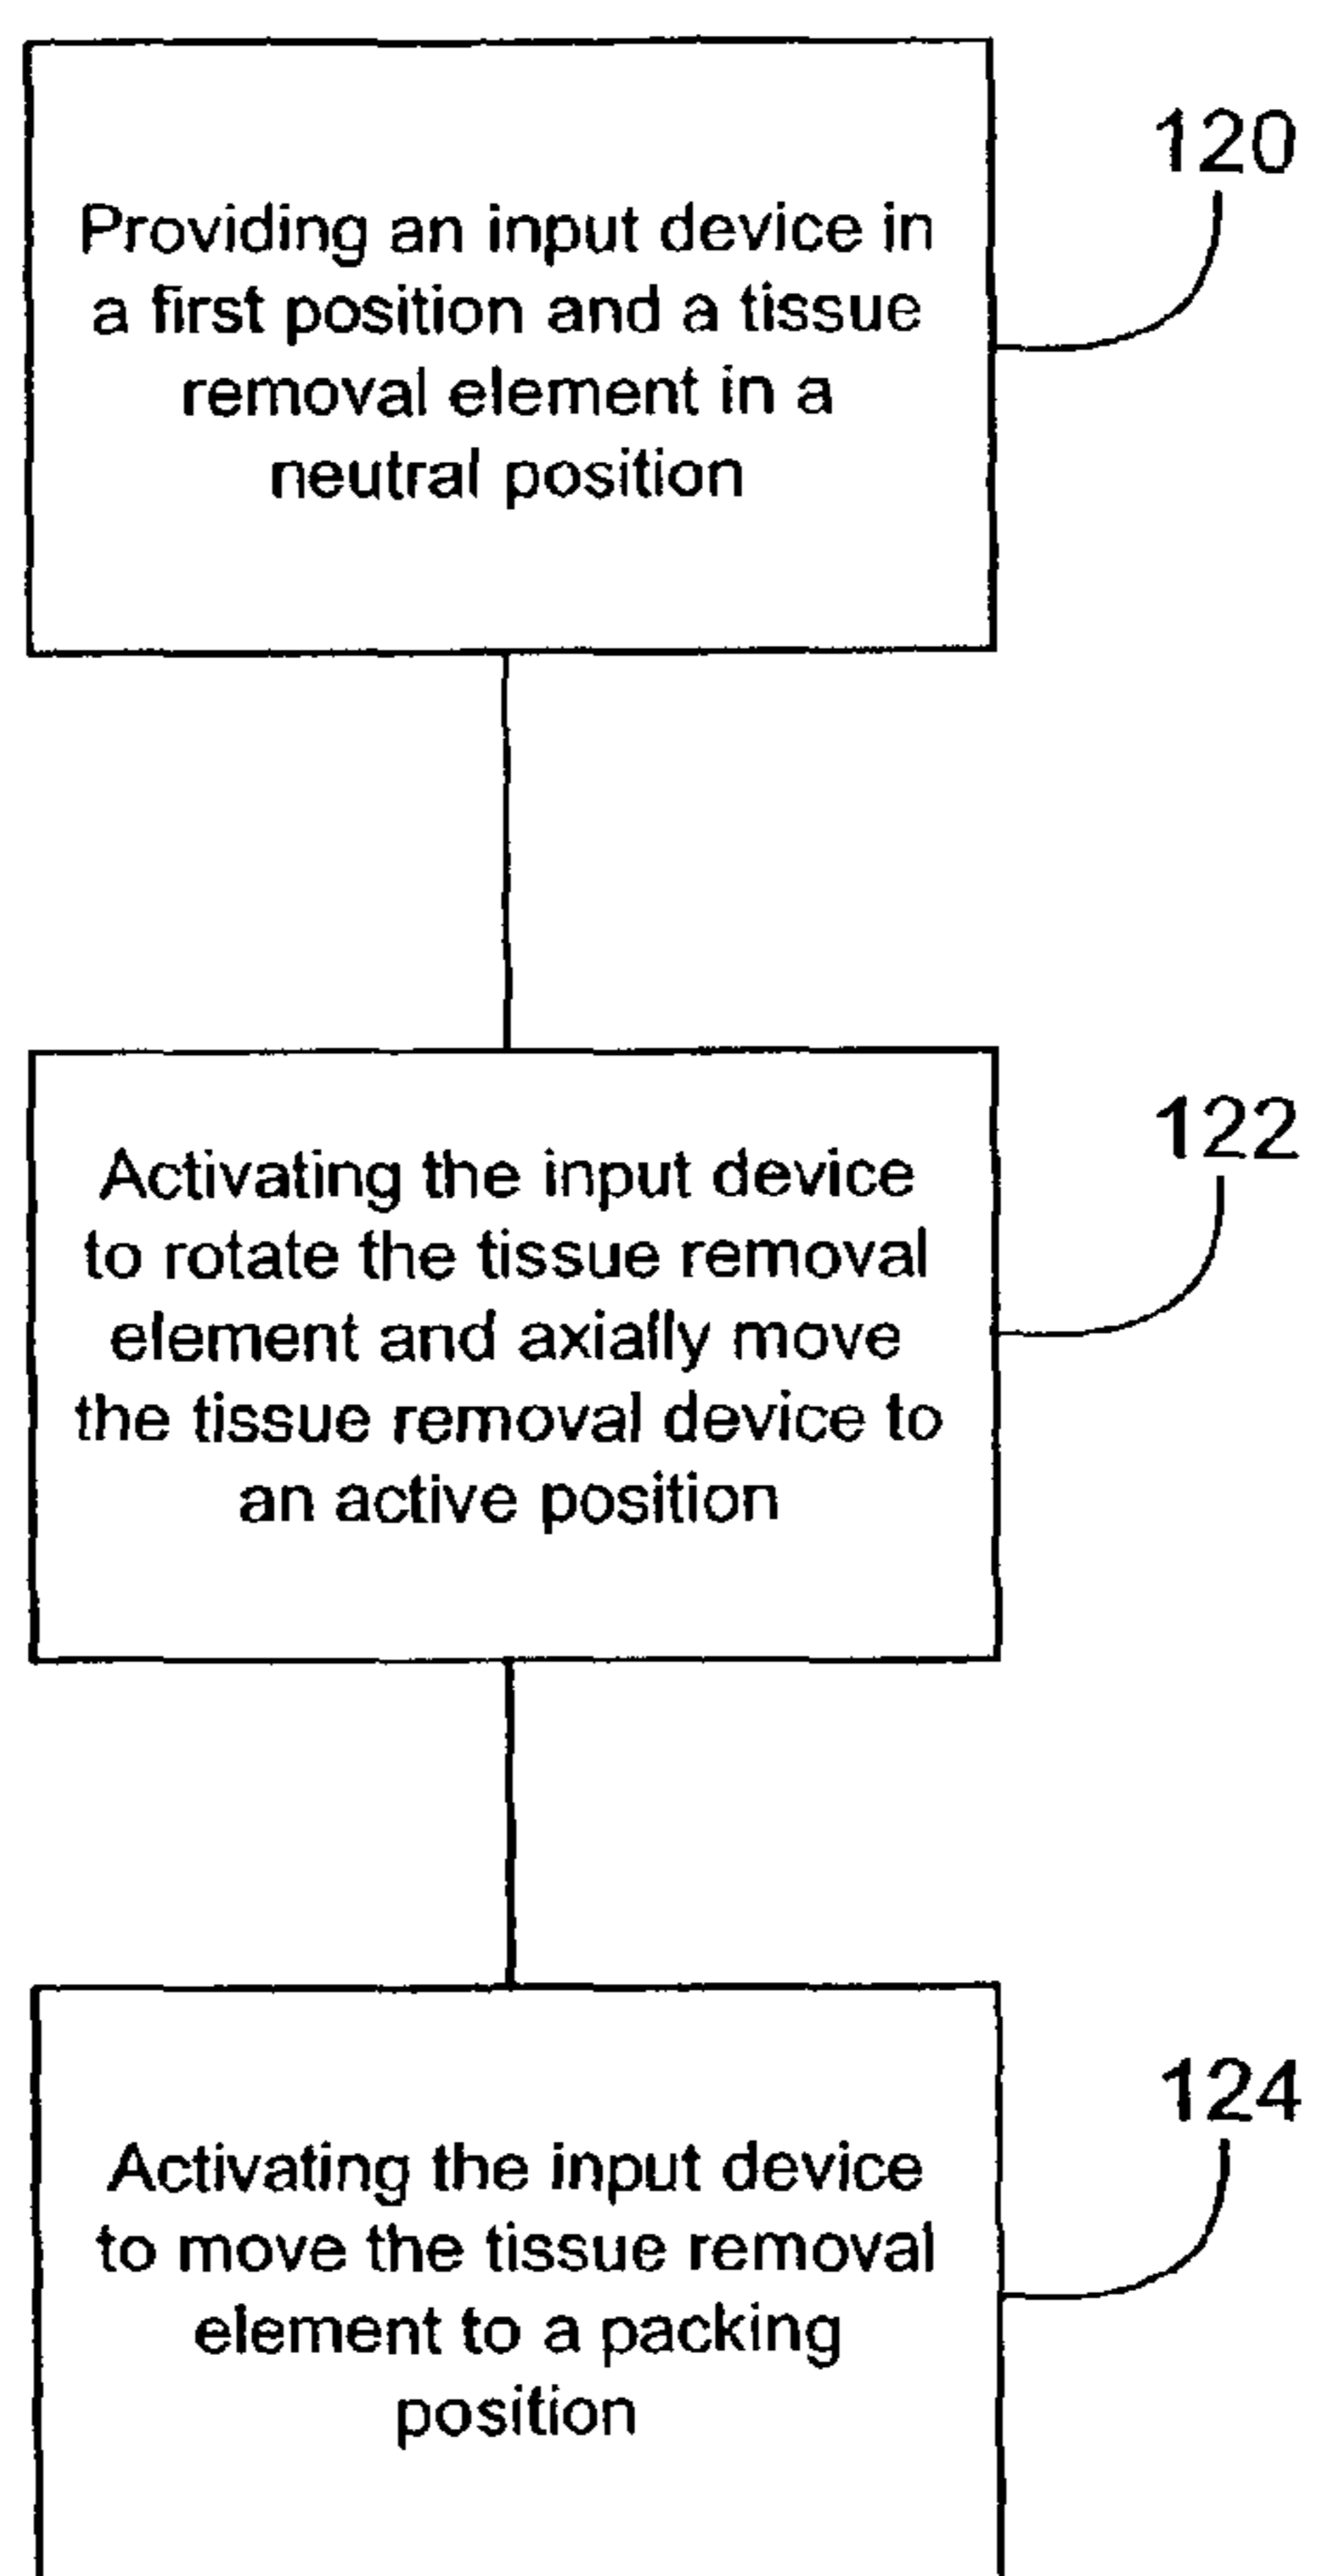 Providing an input device in
a first position and a tissue
removal element in a
neutral position
120
Activating the input device
to rotate the tissue removal
element and axially move
the tissue removal device to
an active position
122
Activating the input device
to move the tissue removal
element to a packing
position
124